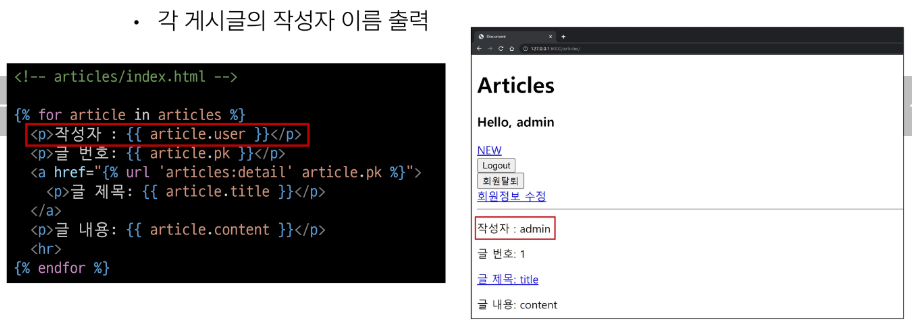 • 각 게시글의 작성자 이름 출력
<!-- articles/index.html -->
{% for article in articles %}
<p>작성자 : {{ article.user }}</p>
<p>글 번호: {{ article.pk }}</p>
<a href="{% url 'articles:detail' article.pk %}">
<p>글 제목: {{ article.title }}</p>
</a>
<p>글 내용: {{ article.content }}</p>
<hr>
{% endfor %}
Document
127.0.0.1:8000/articles/
Articles
Hello, admin
NEW
Logout
회원탈퇴
회원정보 수정
작성자 : admin
글 번호: 1
글 제목: title
글 내용: content